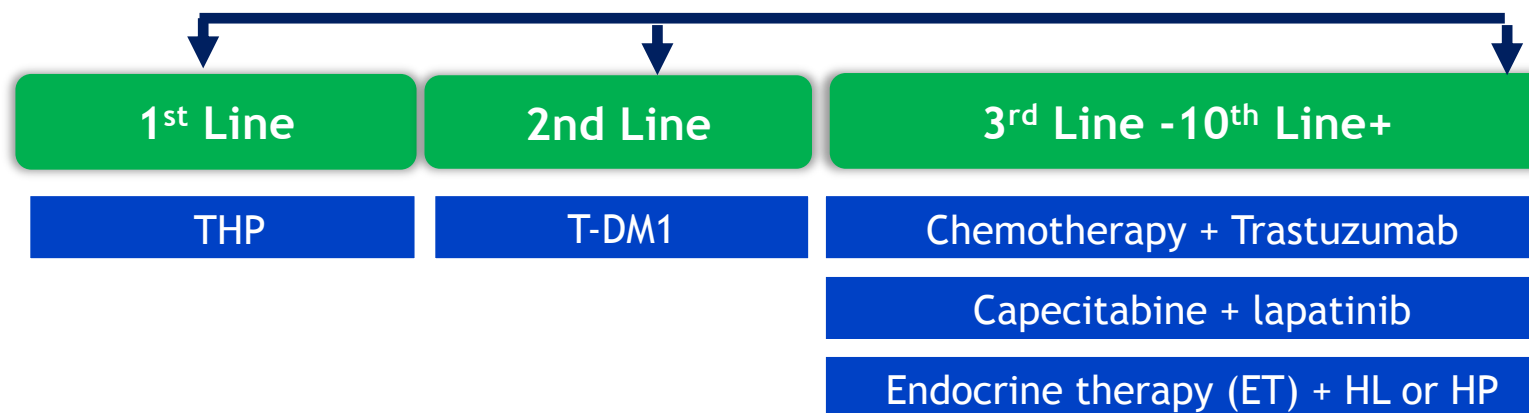 1st Line
2nd Line
3rd Line -10th Line+
THP
T-DM1
Chemotherapy + Trastuzumab
Capecitabine + lapatinib
Endocrine therapy (ET) + HL or HP